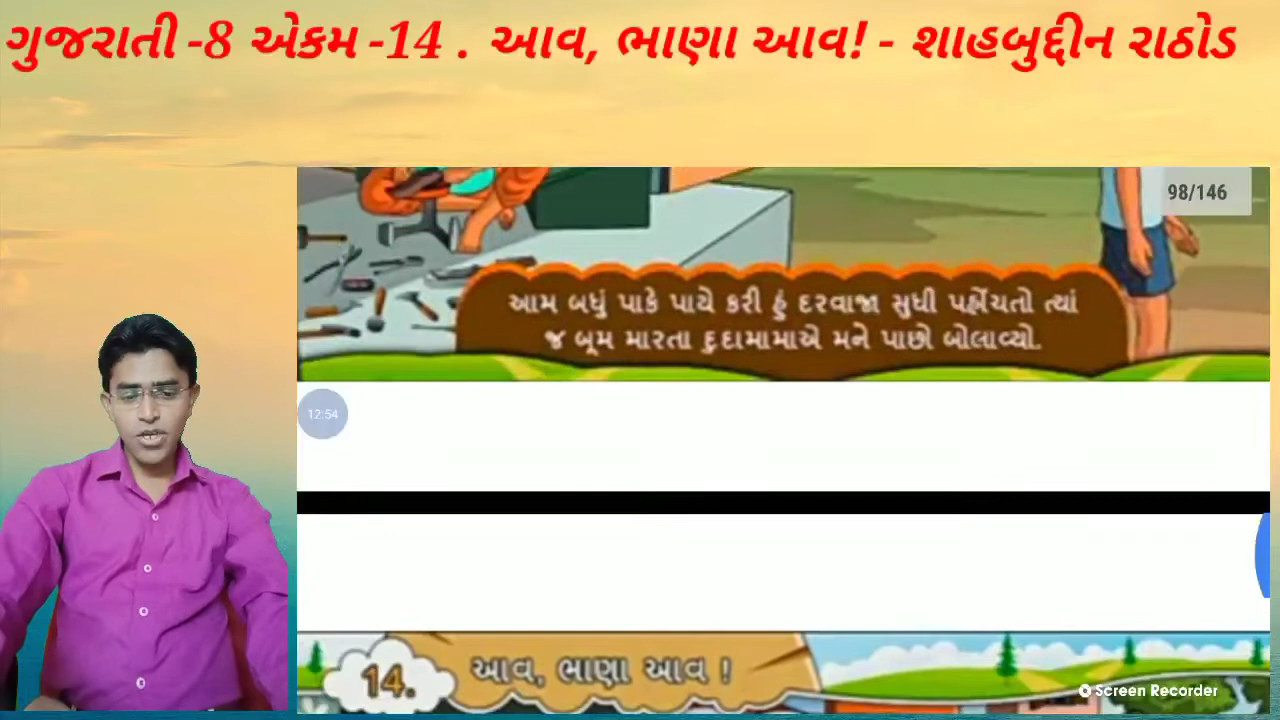 ગુજરાતી -8 એકમ -14 . આવ, ભાણા આવ! - શાહબુદ્દીન રાઠોડ
98/146
આમ બધું પાકે પાયે કરી હું દરવાજા સુધી પહોંચતો ત્યાં
જ બૂમ મારતા દુદામામાએ મને પાછો બોલાવ્યો.
12:54
14. આવ, ભાણા આવ !
Screen Recorder